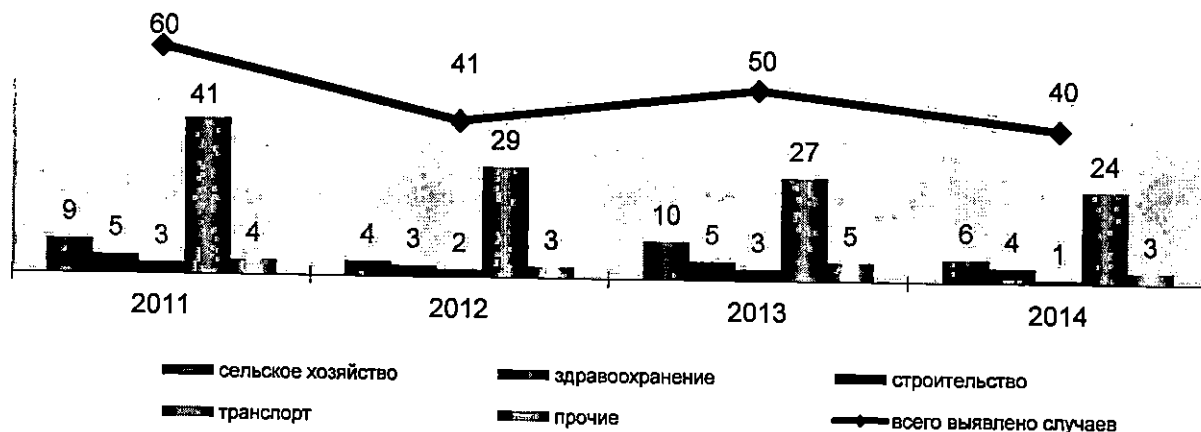 60
41
50
40
41
29
27
24
9 5 3 4
4 3 2 3
10 5 3 5
6 4 1 3
2011 2012 2013 2014
сельское хозяйство здравоохранение строительство
транспорт прочие всего выявлено случаев